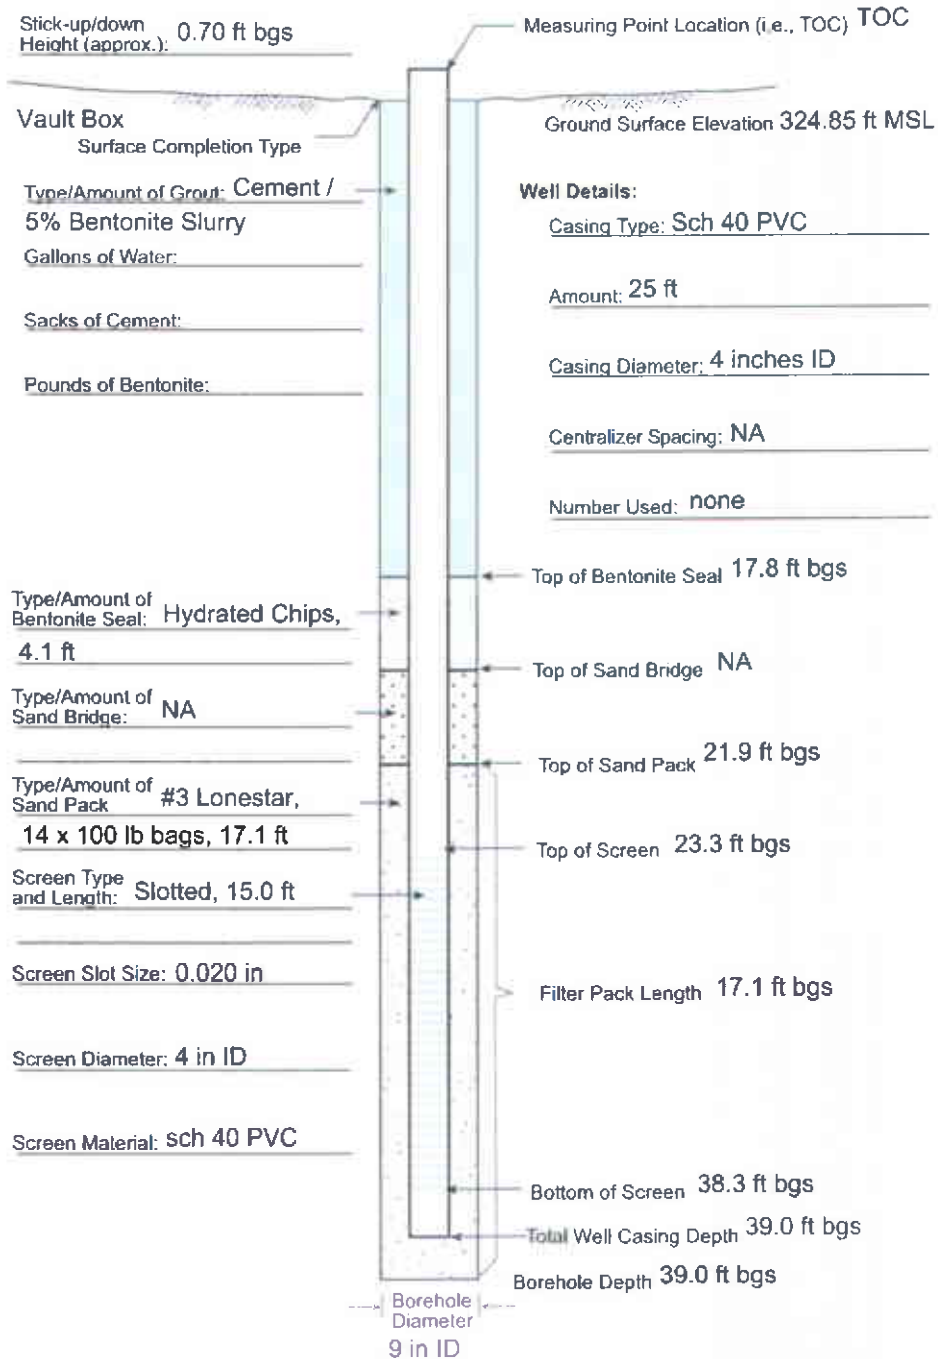 Stick-up/down
Height (approx.): 0.70 ft bgs
Measuring Point Location (i.e., TOC) TOC
Vault Box
Surface Completion Type
Ground Surface Elevation 324.85 ft MSL
Type/Amount of Grout: Cement /
5% Bentonite Slurry
Gallons of Water:
Sacks of Cement:
Pounds of Bentonite:
Well Details:
Casing Type: Sch 40 PVC
Amount: 25 ft
Casing Diameter: 4 inches ID
Centralizer Spacing: NA
Number Used: none
Top of Bentonite Seal 17.8 ft bgs
Type/Amount of
Bentonite Seal: Hydrated Chips,
4.1 ft
Top of Sand Bridge NA
Type/Amount of
Sand Bridge: NA
Top of Sand Pack 21.9 ft bgs
Type/Amount of
Sand Pack #3 Lonestar,
14 x 100 lb bags, 17.1 ft
Top of Screen 23.3 ft bgs
Screen Type
and Length: Slotted, 15.0 ft
Screen Slot Size: 0.020 in
Filter Pack Length 17.1 ft bgs
Screen Diameter: 4 in ID
Screen Material: sch 40 PVC
Bottom of Screen 38.3 ft bgs
Total Well Casing Depth 39.0 ft bgs
Borehole Depth 39.0 ft bgs
Borehole
Diameter
9 in ID